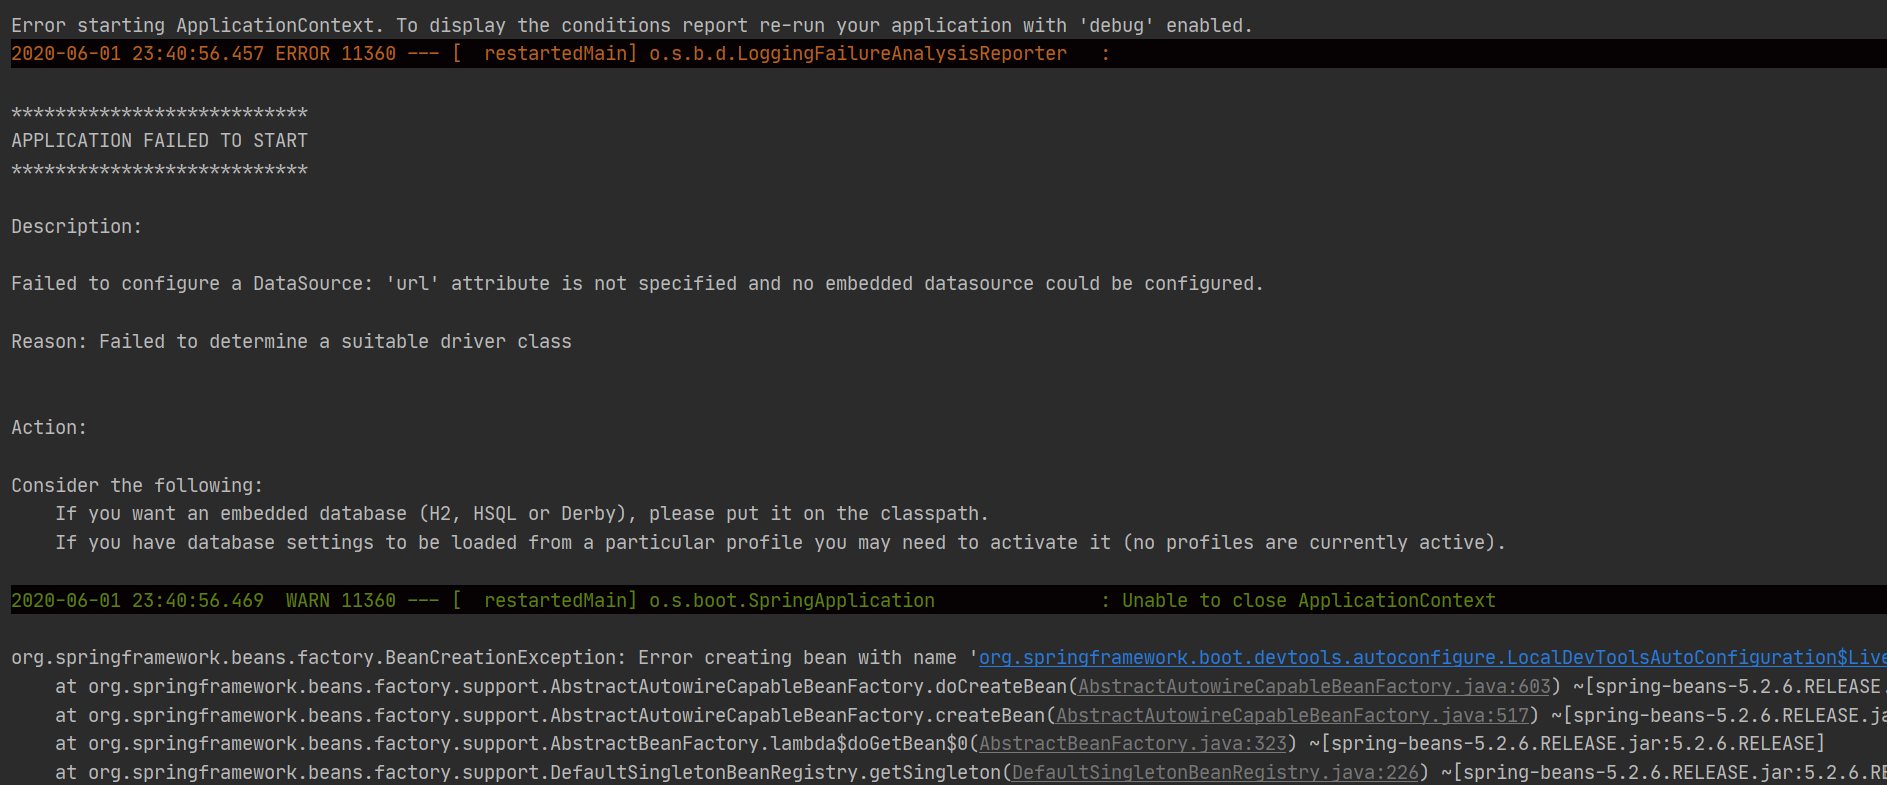 Error starting ApplicationContext. To display the conditions report re-run your application with 'debug' enabled.
2020-06-01 23:40:56.457 ERROR 11360 --- [  restartedMain] o.s.b.d.LoggingFailureAnalysisReporter   :
***************************
APPLICATION FAILED TO START
***************************
Description:
Failed to configure a DataSource: 'url' attribute is not specified and no embedded datasource could be configured.
Reason: Failed to determine a suitable driver class
Action:
Consider the following:
    If you want an embedded database (H2, HSQL or Derby), please put it on the classpath.
    If you have database settings to be loaded from a particular profile you may need to activate it (no profiles are currently active).
2020-06-01 23:40:56.469  WARN 11360 --- [  restartedMain] o.s.boot.SpringApplication               : Unable to close ApplicationContext
org.springframework.beans.factory.BeanCreationException: Error creating bean with name 'org.springframework.boot.devtools.autoconfigure.LocalDevToolsAutoConfiguration$Live
    at org.springframework.beans.factory.support.AbstractAutowireCapableBeanFactory.doCreateBean(AbstractAutowireCapableBeanFactory.java:603) ~[spring-beans-5.2.6.RELEASE.
    at org.springframework.beans.factory.support.AbstractAutowireCapableBeanFactory.createBean(AbstractAutowireCapableBeanFactory.java:517) ~[spring-beans-5.2.6.RELEASE.ja
    at org.springframework.beans.factory.support.AbstractBeanFactory.lambda$doGetBean$0(AbstractBeanFactory.java:323) ~[spring-beans-5.2.6.RELEASE.jar:5.2.6.RELEASE]
    at org.springframework.beans.factory.support.DefaultSingletonBeanRegistry.getSingleton(DefaultSingletonBeanRegistry.java:226) ~[spring-beans-5.2.6.RELEASE.jar:5.2.6.RE